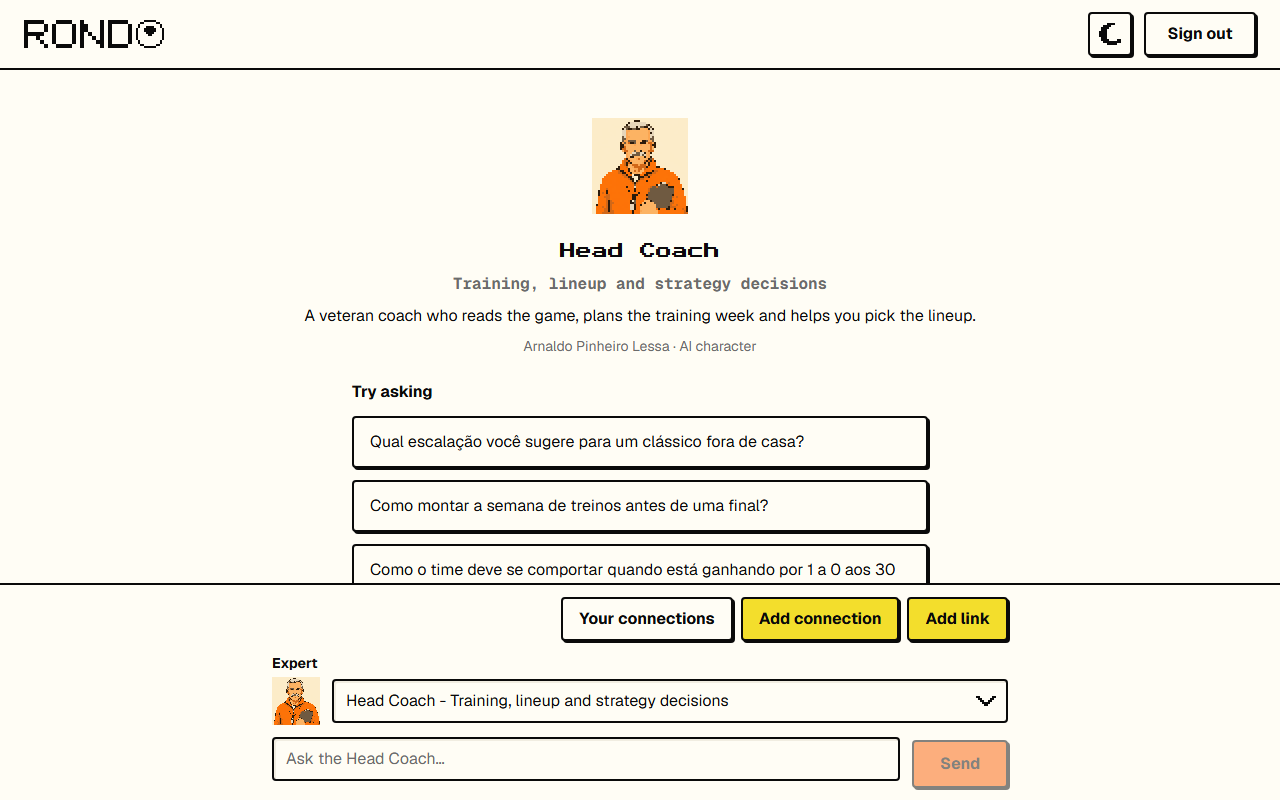 RONDO
Sign out
Head Coach
Training, lineup and strategy decisions
A veteran coach who reads the game, plans the training week and helps you pick the lineup.
Arnaldo Pinheiro Lessa · AI character
Try asking
Qual escalação você sugere para um clássico fora de casa?
Como montar a semana de treinos antes de uma final?
Como o time deve se comportar quando está ganhando por 1 a 0 aos 30
Your connections
Add connection
Add link
Expert
Head Coach - Training, lineup and strategy decisions
Ask the Head Coach...
Send